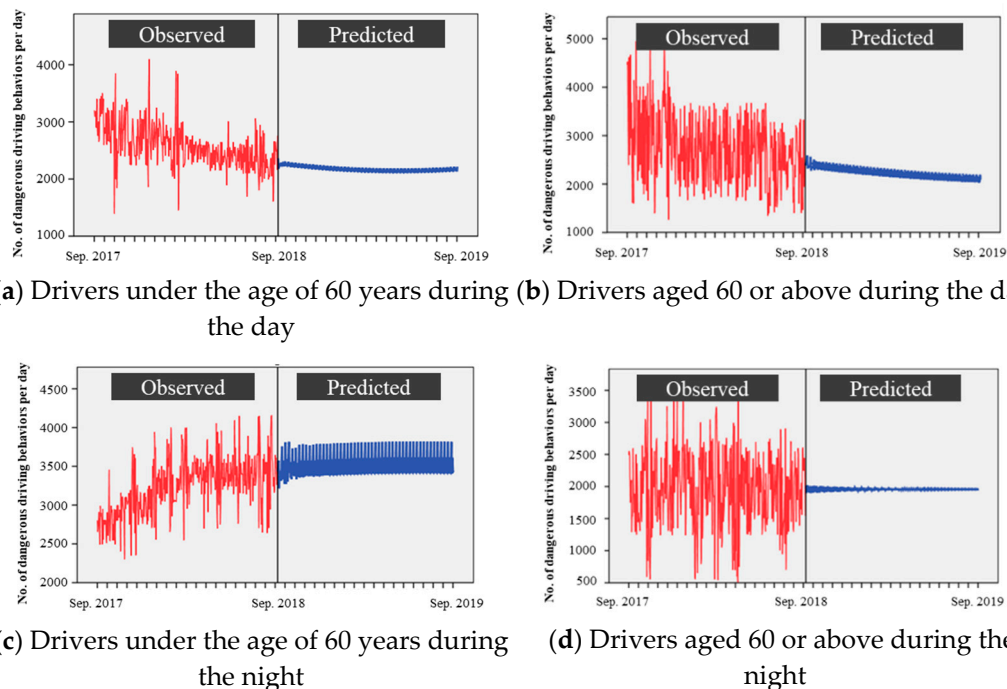 Observed Predicted
No. of dangerous driving behaviors per day
4000
3000
2000
1000
Sep. 2017 Sep. 2018 Sep. 2019
(a) Drivers under the age of 60 years during
the day
Observed Predicted
No. of dangerous driving behaviors per day
5000
4000
3000
2000
1000
Sep. 2017 Sep. 2018 Sep. 2019
(b) Drivers aged 60 or above during the d
Observed Predicted
No. of dangerous driving behaviors per day
4500
4000
3500
3000
2500
2000
Sep. 2017 Sep. 2018 Sep. 2019
(c) Drivers under the age of 60 years during
the night
Observed Predicted
No. of dangerous driving behaviors per day
3500
3000
2500
2000
1500
1000
500
Sep. 2017 Sep. 2018 Sep. 2019
(d) Drivers aged 60 or above during the
night